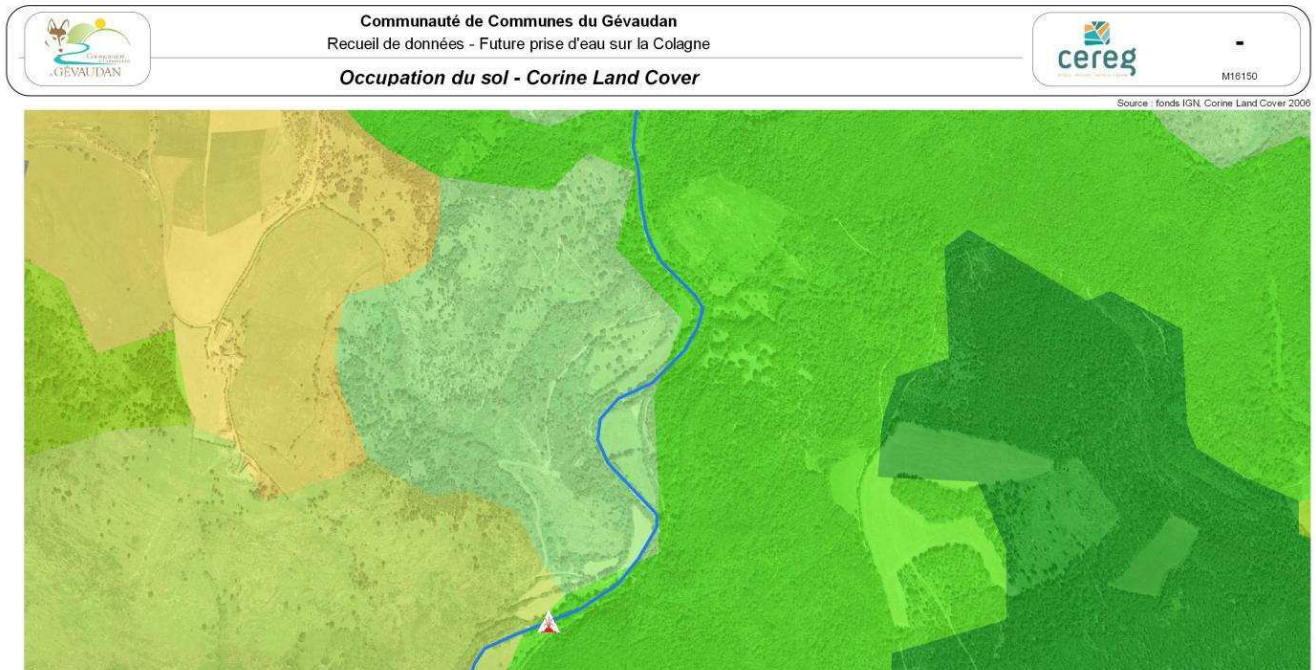 Communauté de Communes du Gévaudan
Recueil de données - Future prise d'eau sur la Colagne
Occupation du sol - Corine Land Cover
GÉVAUDAN
cereg
-
M16150
Source : fonds IGN, Corine Land Cover 2006